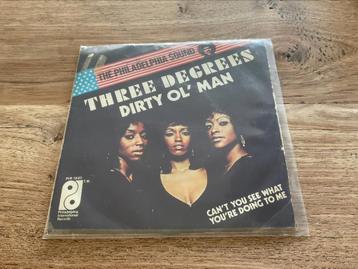 THE PHILADELPHIA SOUND
THREE DEGREES
DIRTY OL' MAN
CAN'T YOU SEE WHAT
YOU'RE DOING TO ME
T.M.
Philadelphia
International
Records